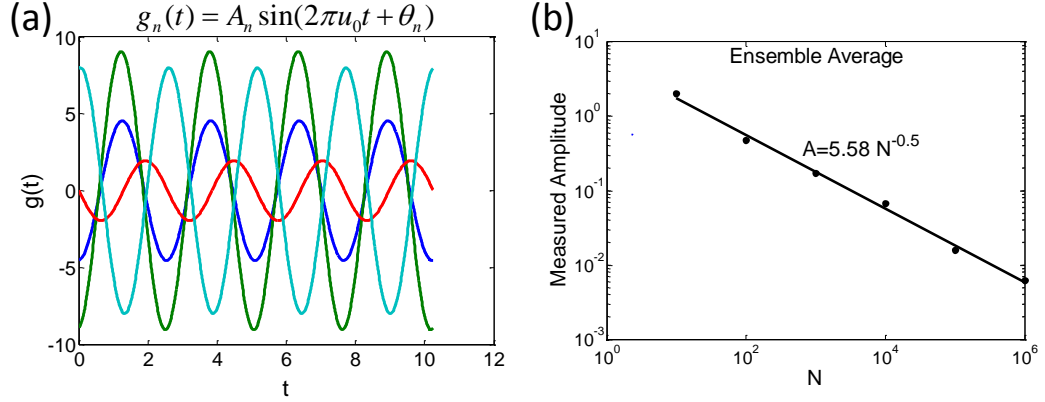 (a)
g_n(t) = A_n sin(2πu_0t + θ_n)
10
5
0
-5
-10
g(t)
0 2 4 6 8 10 12
t
(b)
Ensemble Average
A=5.58 N^-0.5
10^1
10^0
10^-1
10^-2
10^-3
Measured Amplitude
10^0 10^2 10^4 10^6
N